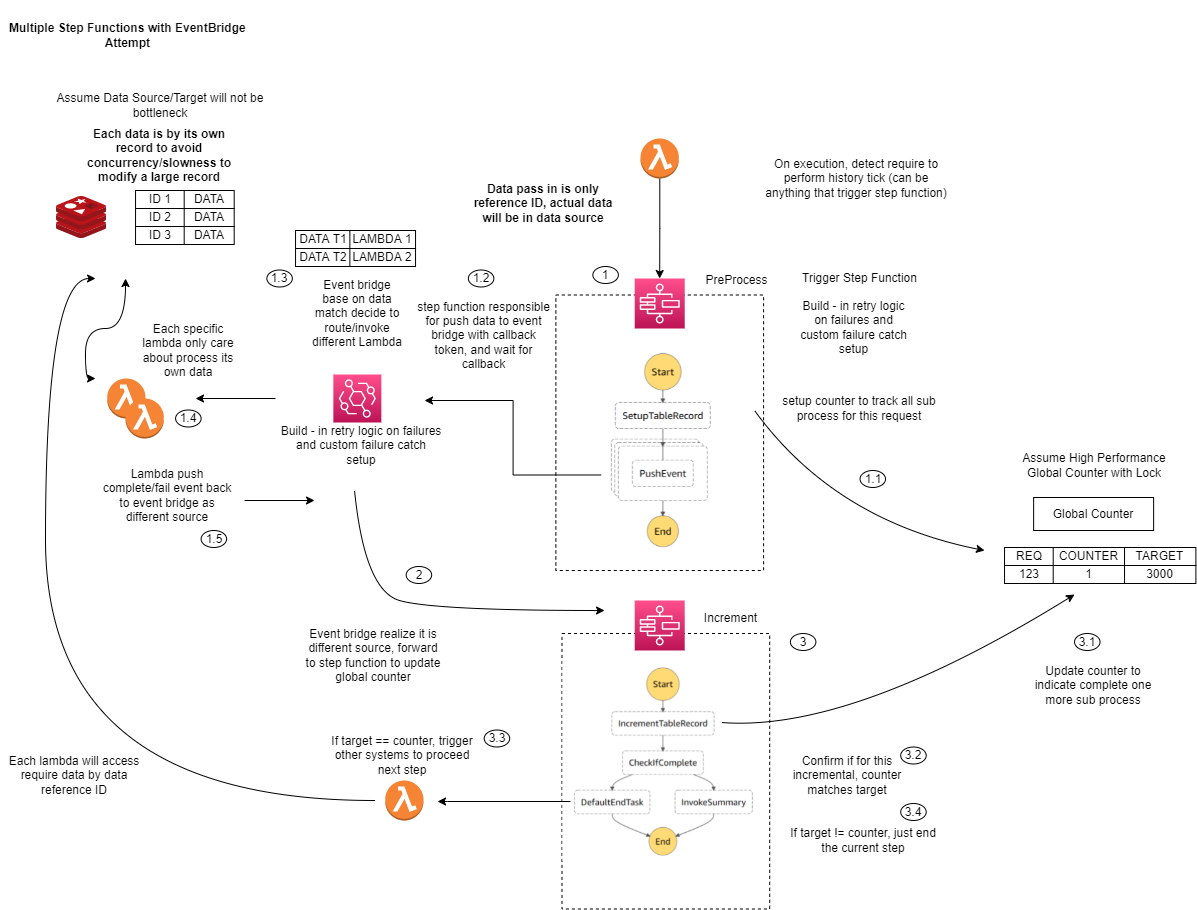 Multiple Step Functions with EventBridge
Attempt
Assume Data Source/Target will not be
bottleneck
Each data is by its own
record to avoid
concurrency/slowness to
modify a large record
ID 1 DATA
ID 2 DATA
ID 3 DATA
Data pass in is only
reference ID, actual data
will be in data source
On execution, detect require to
perform history tick (can be
anything that trigger step function)
DATA T1 LAMBDA 1
DATA T2 LAMBDA 2
1.3
Event bridge
base on data
match decide to
route/invoke
different Lambda
1.2
step function responsible
for push data to event
bridge with callback
token, and wait for
callback
1
PreProcess
Trigger Step Function
Build - in retry logic
on failures and
custom failure catch
setup
setup counter to track all sub
process for this request
Start
SetupTableRecord
PushEvent
End
Each specific
lambda only care
about process its
own data
1.4
Build - in retry logic on failures
and custom failure catch
setup
Lambda push
complete/fail event back
to event bridge as
different source
1.5
1.1
Assume High Performance
Global Counter with Lock
Global Counter
REQ COUNTER TARGET
123 1 3000
2
Event bridge realize it is
different source, forward
to step function to update
global counter
Increment
3
3.1
Update counter to
indicate complete one
more sub process
Start
IncrementTableRecord
CheckIfComplete
DefaultEndTask
InvokeSummary
End
If target == counter, trigger
other systems to proceed
next step
3.3
Each lambda will access
require data by data
reference ID
3.2
Confirm if for this
incremental, counter
matches target
3.4
If target != counter, just end
the current step